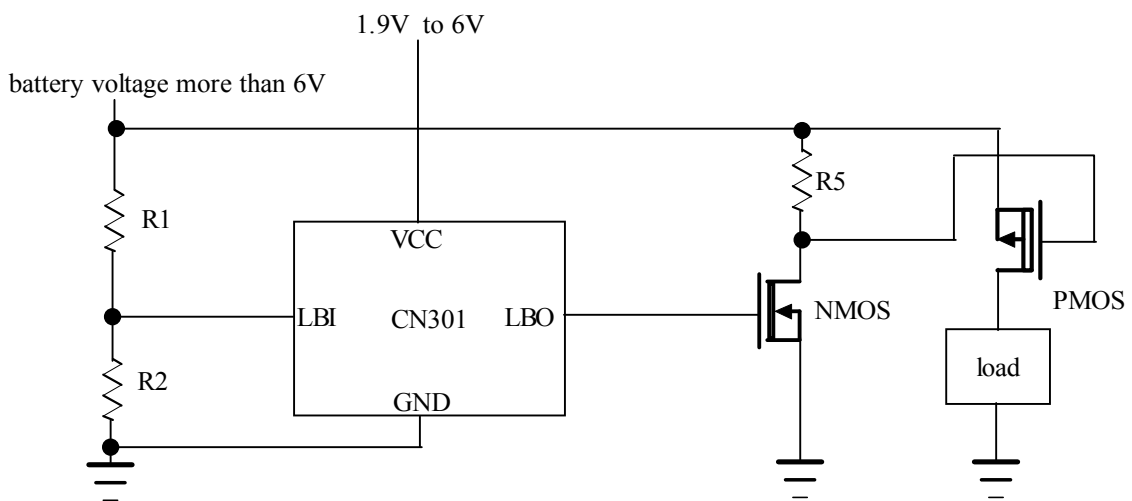 1.9V to 6V
battery voltage more than 6V
R1
R5
VCC
LBI
CN301
LBO
NMOS
PMOS
R2
GND
load